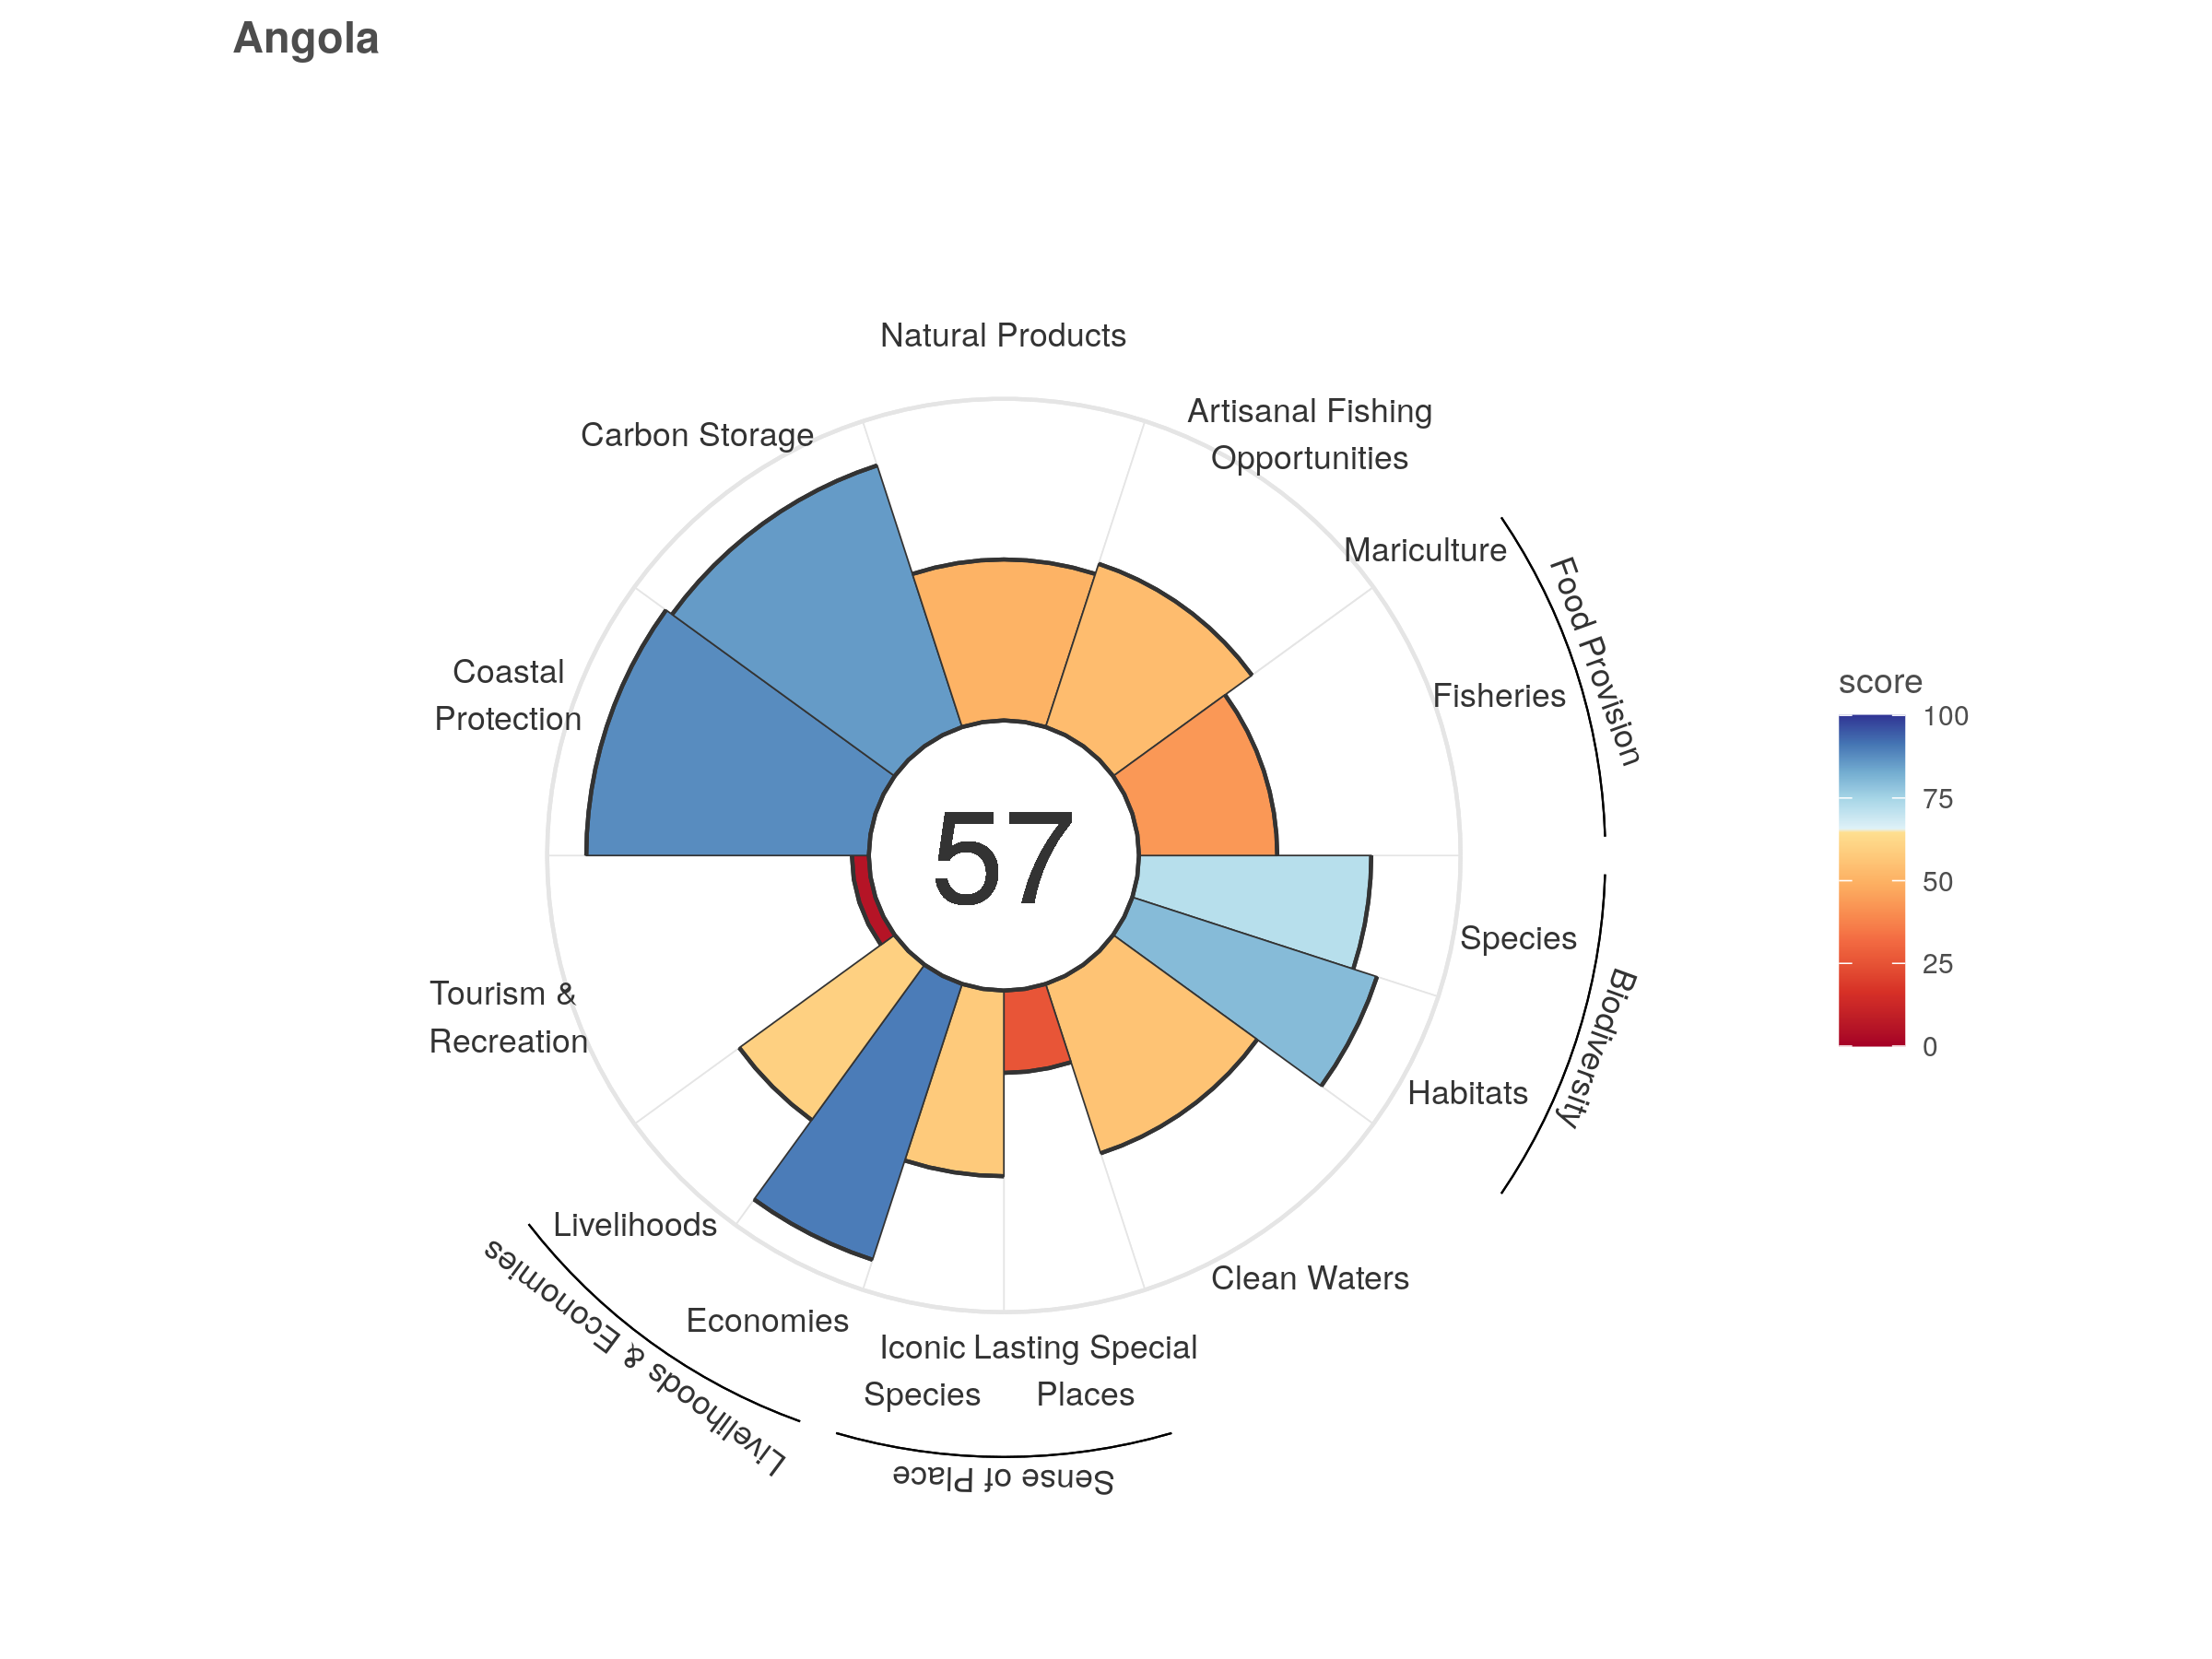 Angola
Natural Products
Artisanal Fishing
Opportunities
Carbon Storage
Mariculture
Food Provision
Coastal
Protection
Fisheries
57
Species
Biodiversity
Tourism &
Recreation
Habitats
Livelihoods
Clean Waters
Economies
Livelihoods & Economies
Iconic
Species
Lasting Special
Places
Sense of Place
score
100
75
50
25
0